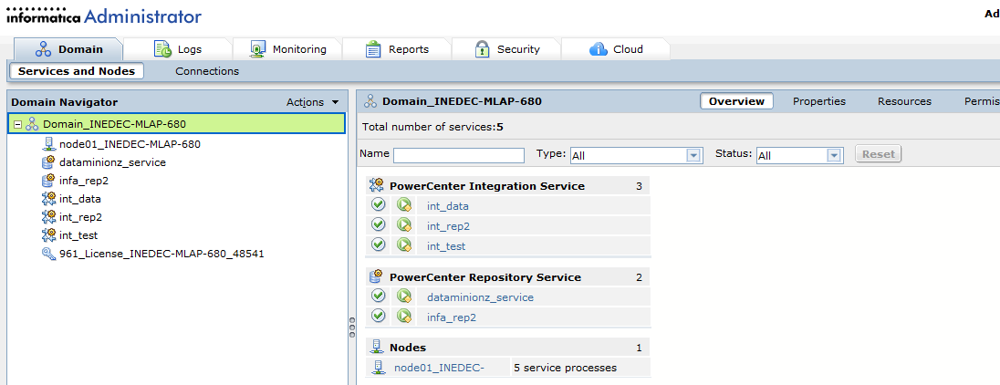 informatica Administrator
Ad
Domain Logs Monitoring Reports Security Cloud
Services and Nodes Connections
Domain Navigator Actions
Domain_INEDEC-MLAP-680
node01_INEDEC-MLAP-680
dataminionz_service
infa_rep2
int_data
int_rep2
int_test
961_License_INEDEC-MLAP-680_48541
Domain_INEDEC-MLAP-680 Overview Properties Resources Permis
Total number of services:5
Name Type: All Status: All Reset
PowerCenter Integration Service 3
int_data
int_rep2
int_test
PowerCenter Repository Service 2
dataminionz_service
infa_rep2
Nodes 1
node01_INEDEC- 5 service processes